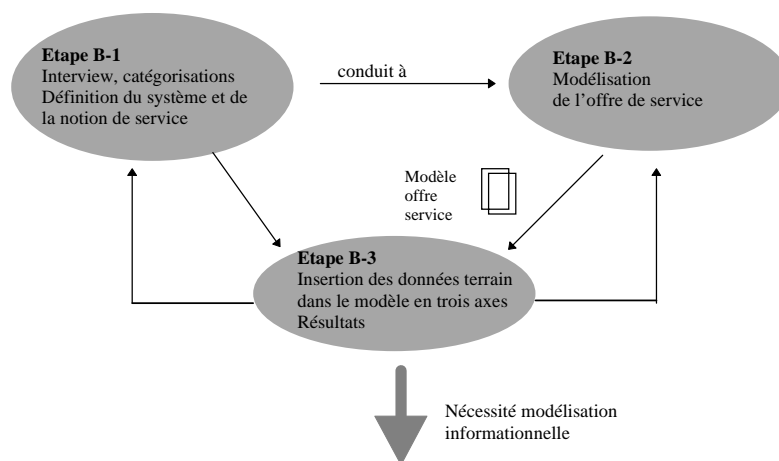 Etape B-1
Interview, catégorisations
Définition du système et de
la notion de service
conduit à
Etape B-2
Modélisation
de l’offre de service
Modèle
offre
service
Etape B-3
Insertion des données terrain
dans le modèle en trois axes
Résultats
Nécessité modélisation
informationnelle